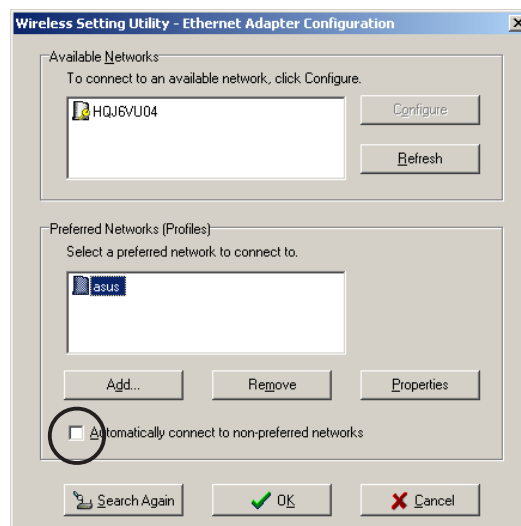 Wireless Setting Utility - Ethernet Adapter Configuration
Available Networks
To connect to an available network, click Configure.
HQJ6VU04
Configure
Refresh
Preferred Networks (Profiles)
Select a preferred network to connect to.
asus
Add...
Remove
Properties
Automatically connect to non-preferred networks
Search Again
OK
Cancel